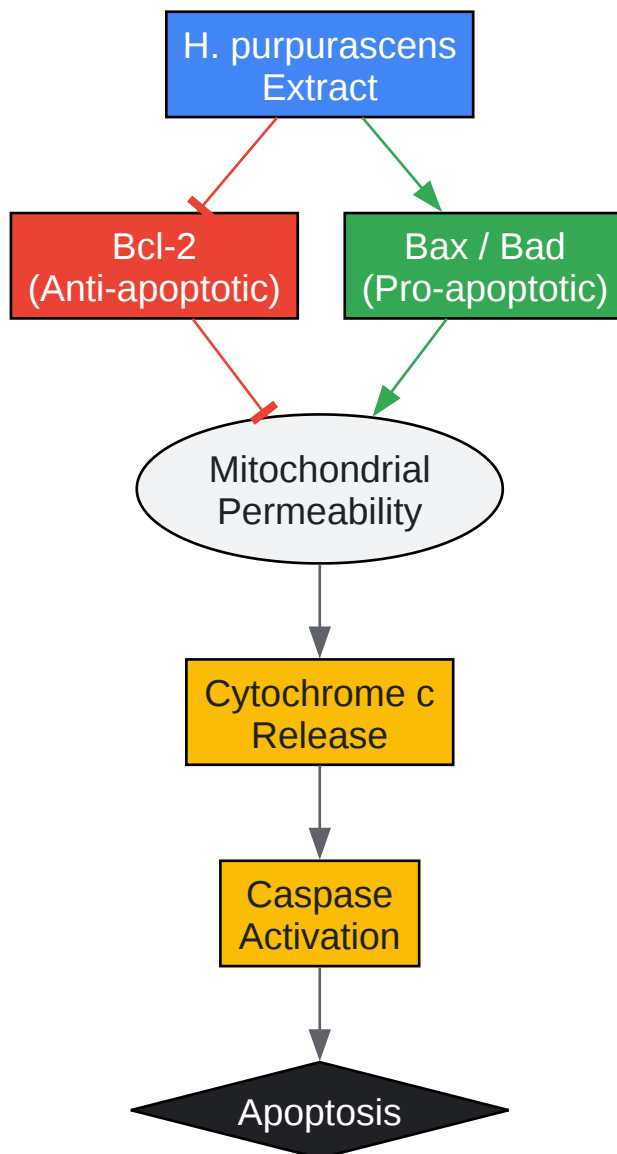 H. purpurascens
Extract
Bcl-2
(Anti-apoptotic)
Bax / Bad
(Pro-apoptotic)
Mitochondrial
Permeability
Cytochrome c
Release
Caspase
Activation
Apoptosis